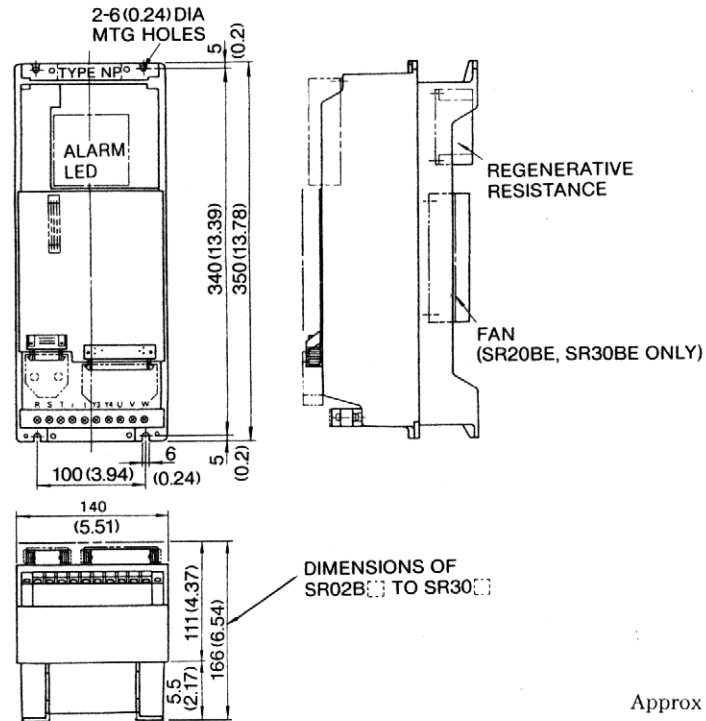 2-6(0.24) DIA
MTG HOLES
5
(0.2)
TYPE NP
ALARM
LED
340(13.39)
350(13.78)
REGENERATIVE
RESISTANCE
FAN
(SR20BE, SR30BE ONLY)
R S T r t Y3 Y4 U V W
100(3.94)
6
(0.24)
5
(0.2)
140
(5.51)
111(4.37)
166(6.54)
5.5
(2.17)
DIMENSIONS OF
SR02B□ TO SR30□
Approx